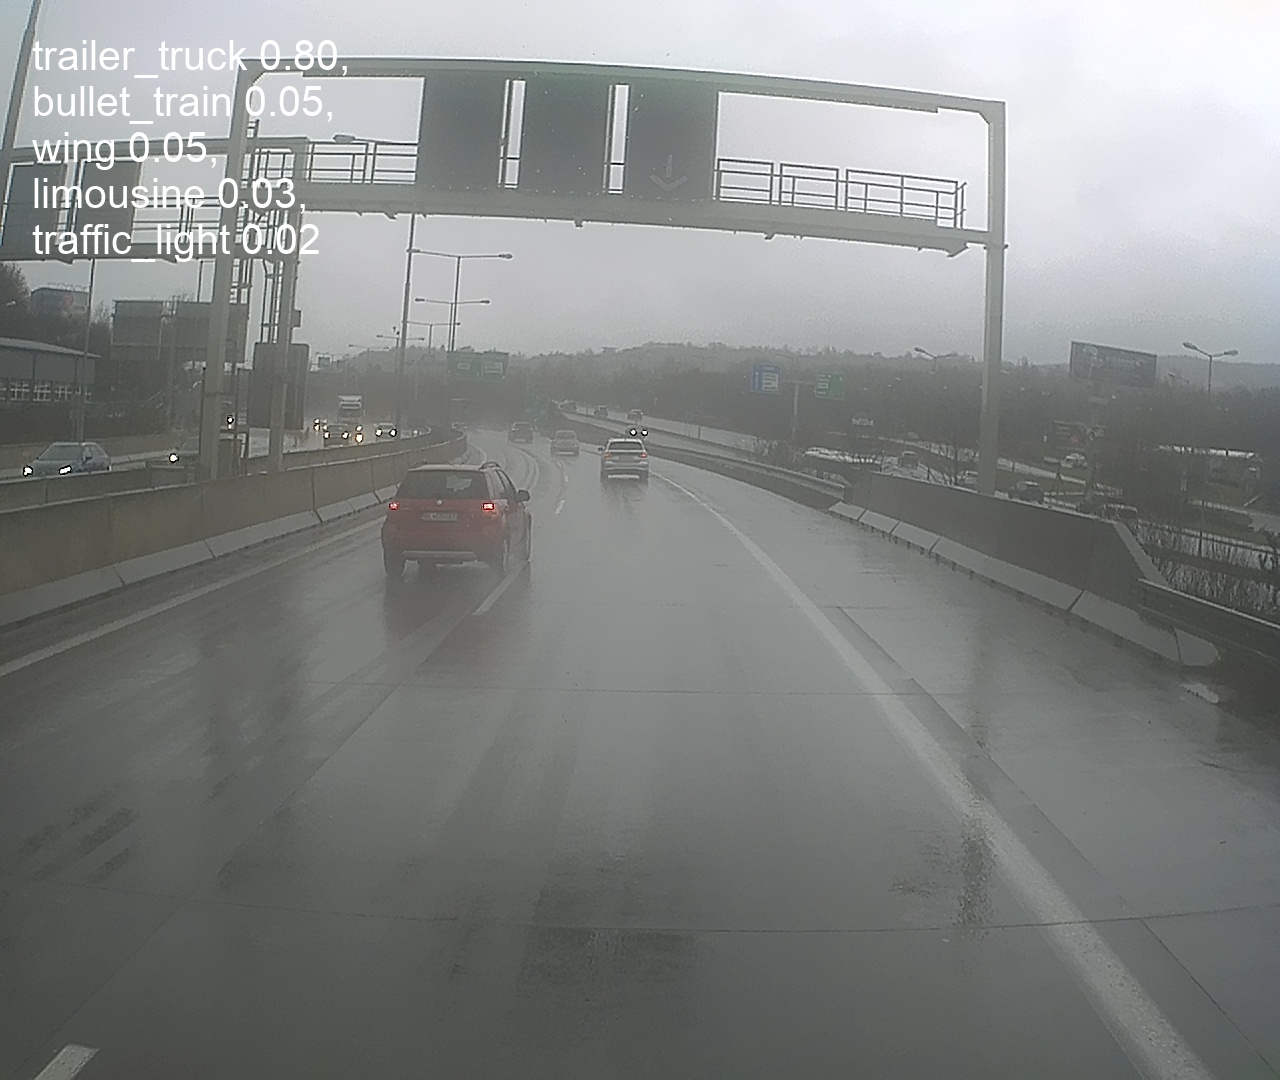 trailer_truck 0.80,
bullet_train 0.05,
wing 0.05,
limousine 0.03,
traffic_light 0.02